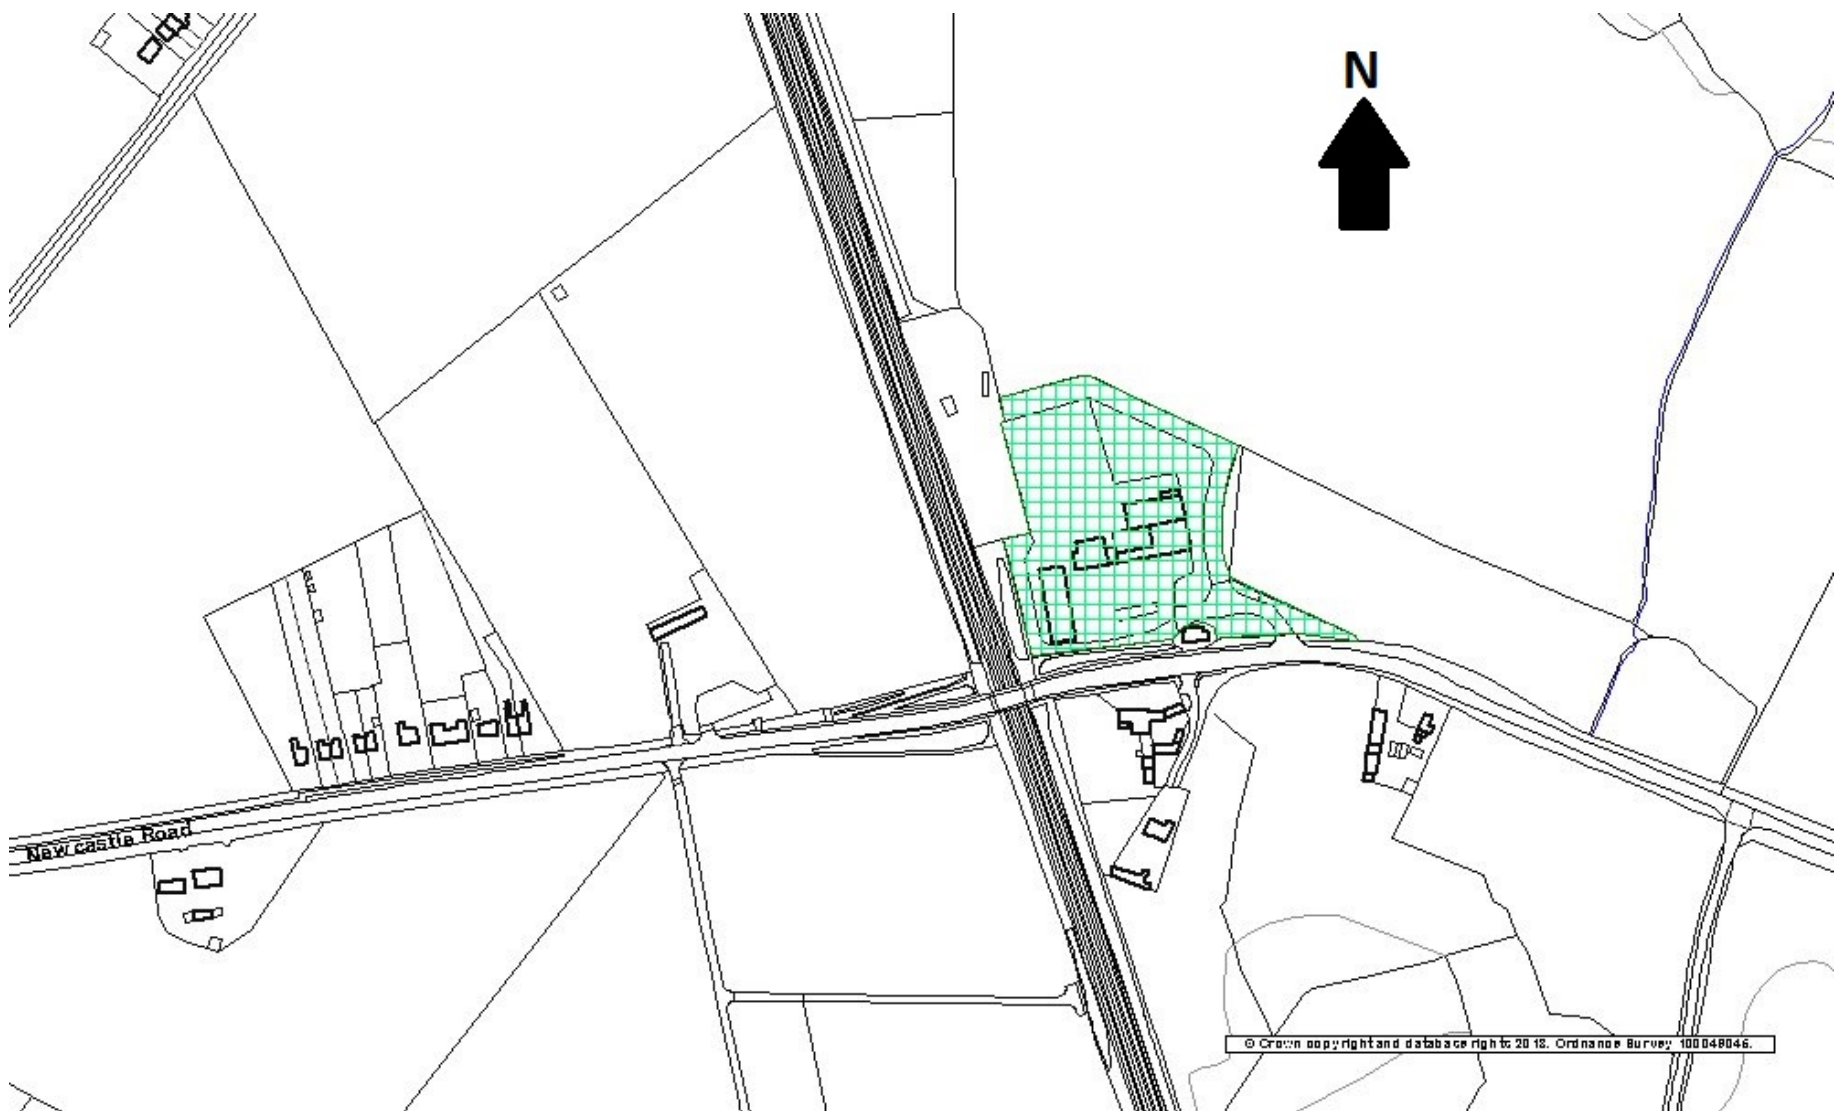 N
Newcastle Road
© Crown copyright and database rights 2018. Ordnance Survey 100049046.